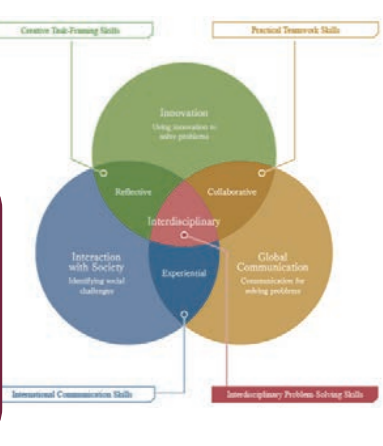 Creative Task-Framing Skills
Practical Teamwork Skills
Innovation
Using innovation to
solve problems
Reflective
Collaborative
Interdisciplinary
Interaction
with Society
Identifying social
challenges
Experiential
Global
Communication
Communication for
solving problems
International Communication Skills
Interdisciplinary Problem-Solving Skills